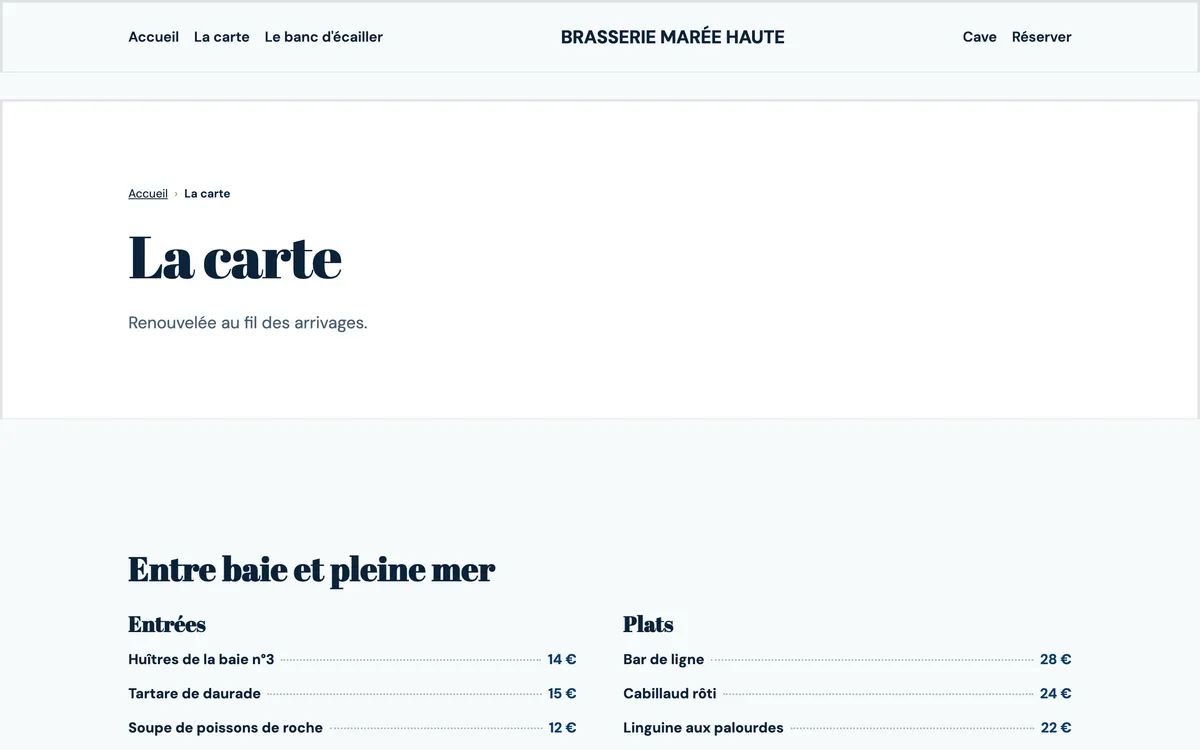 Accueil La carte Le banc d'écailler BRASSERIE MARÉE HAUTE Cave Réserver
Accueil › La carte
La carte
Renouvelée au fil des arrivages.
Entre baie et pleine mer
Entrées
Huîtres de la baie n°3 14 €
Tartare de daurade 15 €
Soupe de poissons de roche 12 €
Plats
Bar de ligne 28 €
Cabillaud rôti 24 €
Linguine aux palourdes 22 €